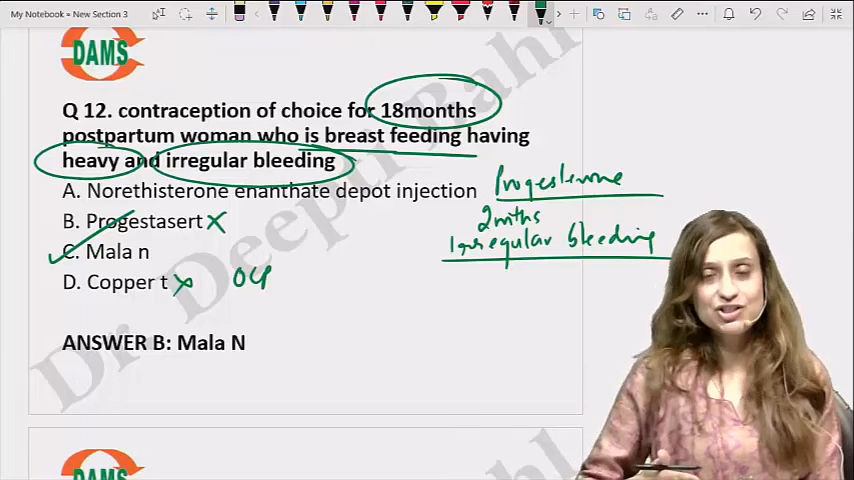 My Notebook » New Section 3
DAMS
Q 12. contraception of choice for 18months
postpartum woman who is breast feeding having
heavy and irregular bleeding
A. Norethisterone enanthate depot injection
Progesterone
B. Progestasert X
2mths
Irregular bleeding
C. Mala n
D. Copper t X
OCP
ANSWER B: Mala N
Dr. Deepti Bahl
DAMS